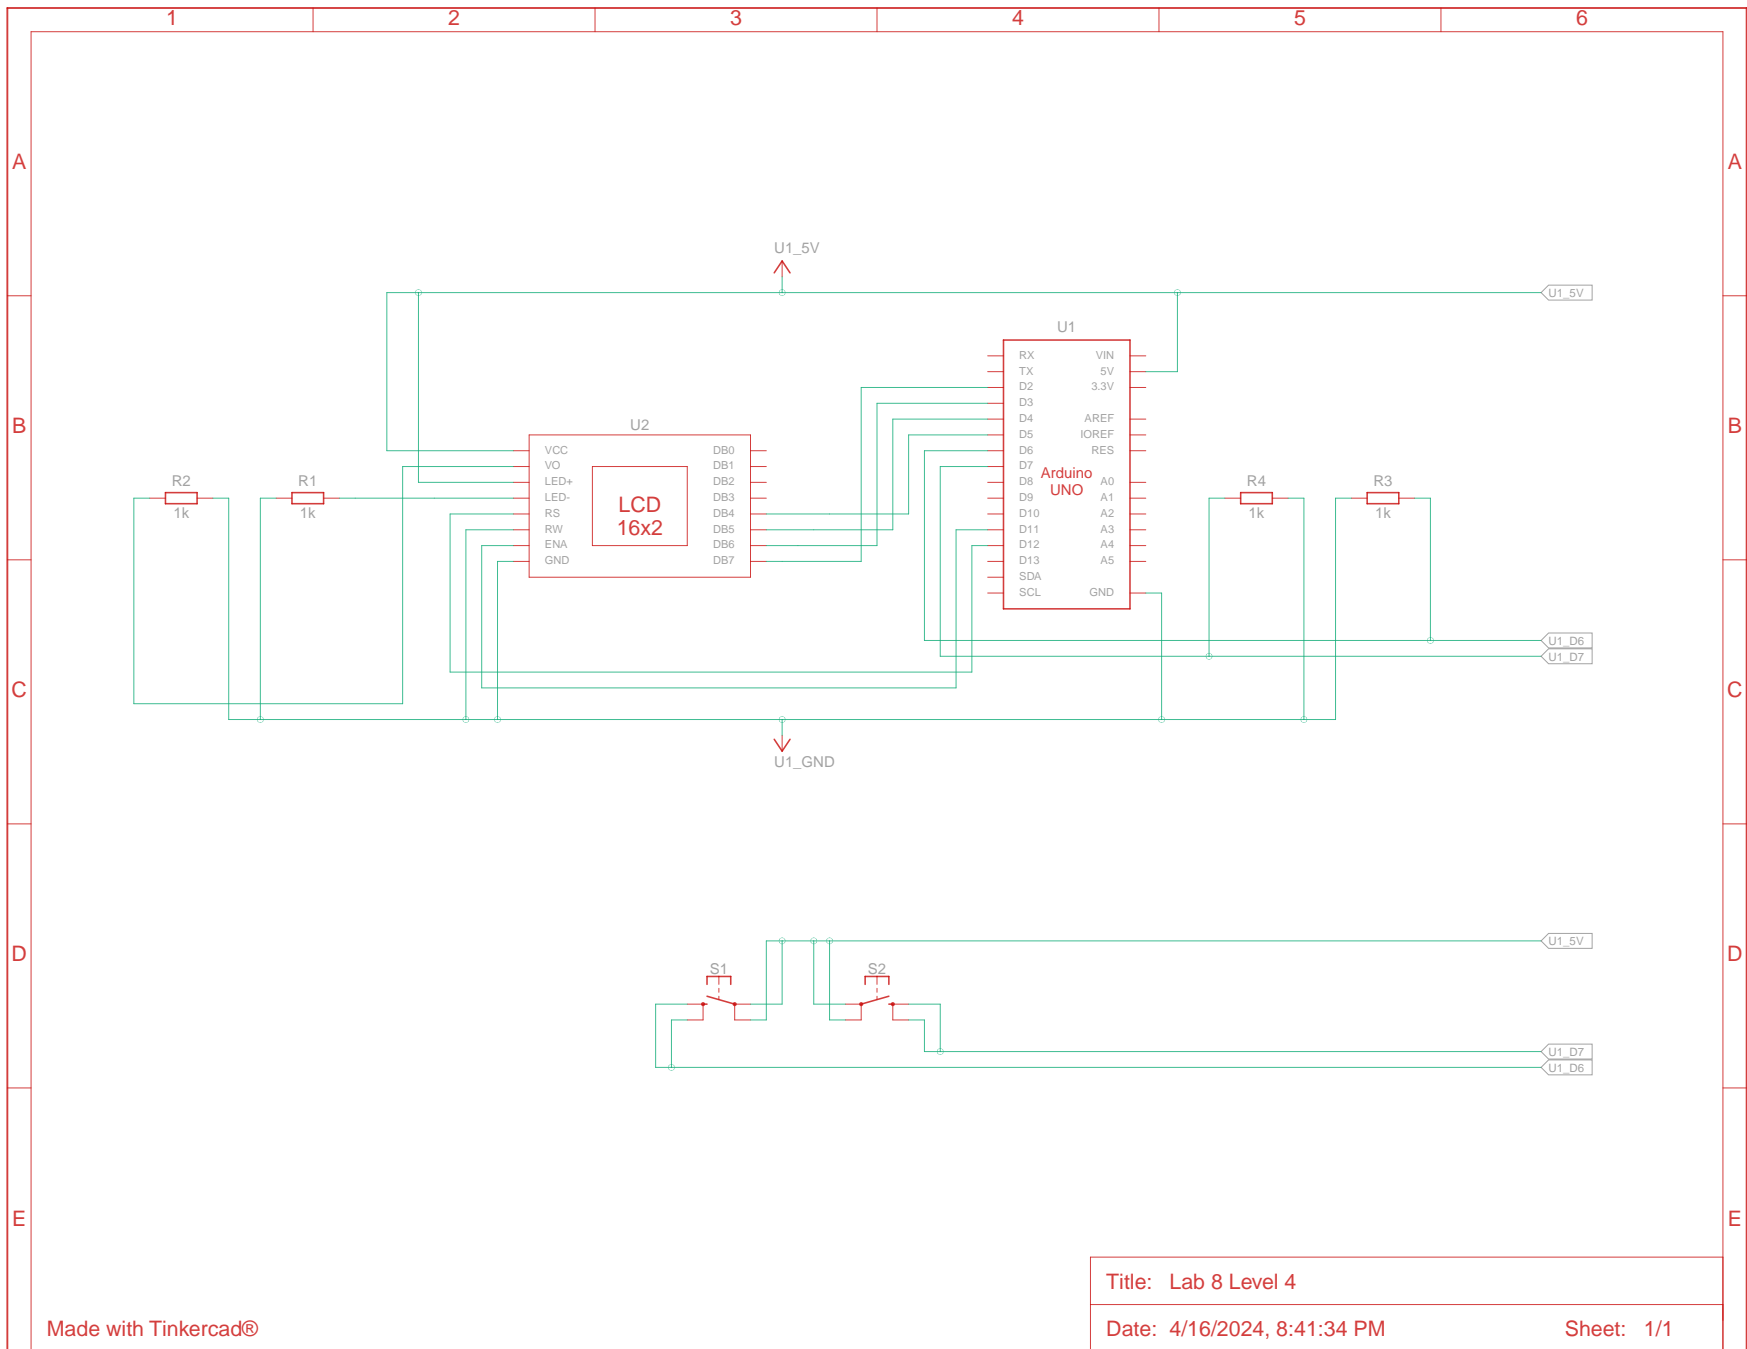 1 2 3 4 5 6
A A
U1_5V
U1_5V
U1
RX VIN
TX 5V
D2 3.3V
D3
D4 AREF
D5 IOREF
D6 RES
D7
D8 A0
D9 A1
D10 A2
D11 A3
D12 A4
D13 A5
SDA
SCL GND
Arduino
UNO
B B
U2
VCC DB0
VO DB1
LED+ DB2
LED- DB3
RS DB4
RW DB5
ENA DB6
GND DB7
LCD
16x2
R2
1k
R1
1k
R4
1k
R3
1k
U1_D6
U1_D7
C C
U1_GND
D D
U1_5V
S1 S2
U1_D7
U1_D6
E E
Title: Lab 8 Level 4
Made with Tinkercad®
Date: 4/16/2024, 8:41:34 PM Sheet: 1/1